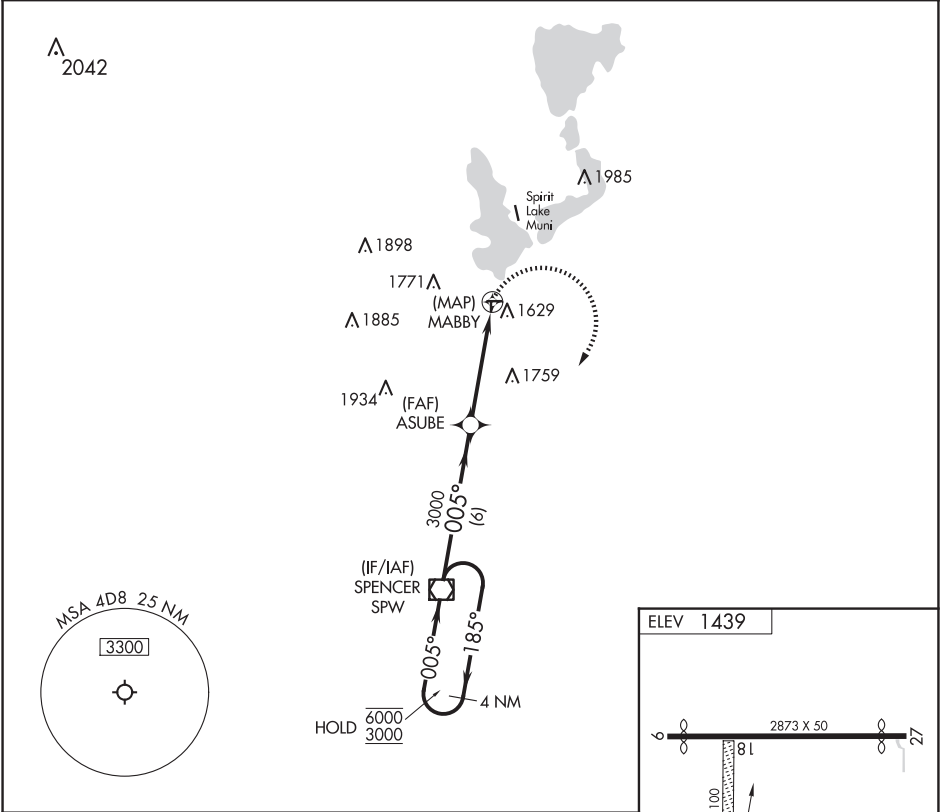 2042
1985
Spirit
Lake
Muni
1898
1771
(MAP)
MABBY
1629
1885
1759
1934
(FAF)
ASUBE
3000
005°
(6)
(IF/IAF)
SPENCER
SPW
005°
185°
4 NM
HOLD
6000
3000
MSA 4D8 25 NM
3300
ELEV 1439
2873 X 50
9
27
18
100